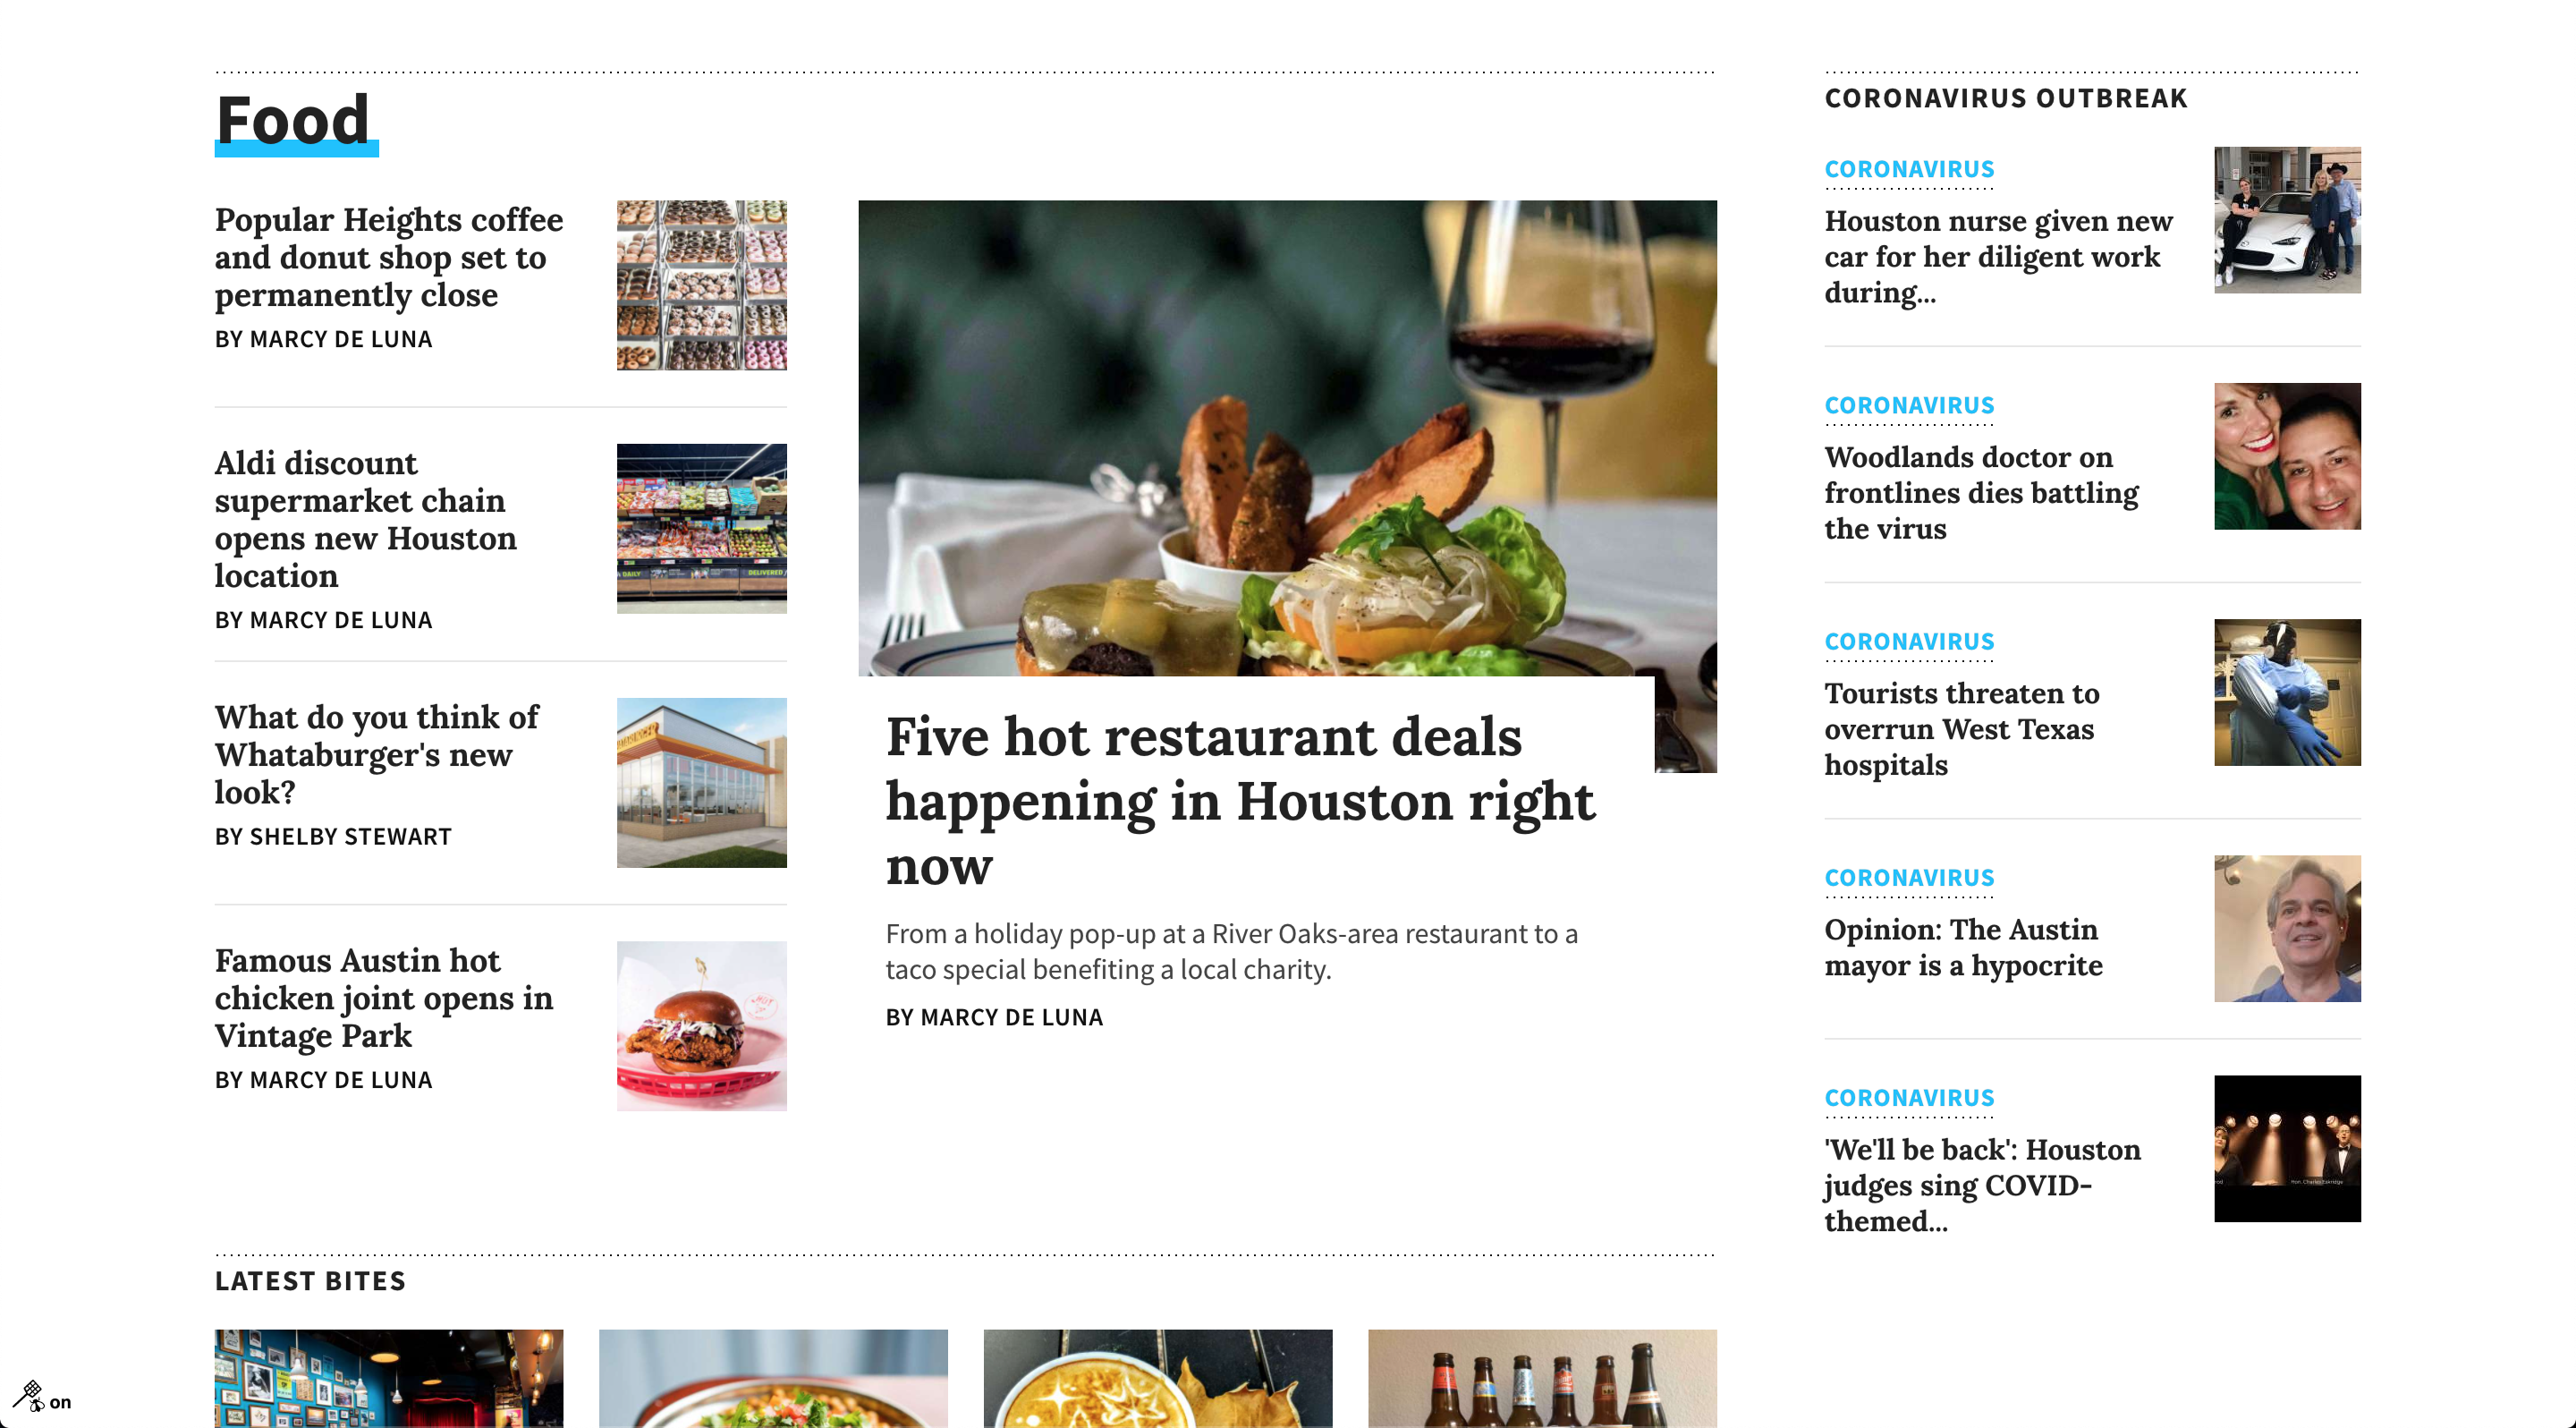 Food
Popular Heights coffee
and donut shop set to
permanently close
BY MARCY DE LUNA
Aldi discount
supermarket chain
opens new Houston
location
BY MARCY DE LUNA
What do you think of
Whataburger's new
look?
BY SHELBY STEWART
Famous Austin hot
chicken joint opens in
Vintage Park
BY MARCY DE LUNA
Five hot restaurant deals
happening in Houston right
now
From a holiday pop-up at a River Oaks-area restaurant to a
taco special benefiting a local charity.
BY MARCY DE LUNA
CORONAVIRUS OUTBREAK
CORONAVIRUS
Houston nurse given new
car for her diligent work
during...
CORONAVIRUS
Woodlands doctor on
frontlines dies battling
the virus
CORONAVIRUS
Tourists threaten to
overrun West Texas
hospitals
CORONAVIRUS
Opinion: The Austin
mayor is a hypocrite
CORONAVIRUS
'We'll be back': Houston
judges sing COVID-
themed...
LATEST BITES
on